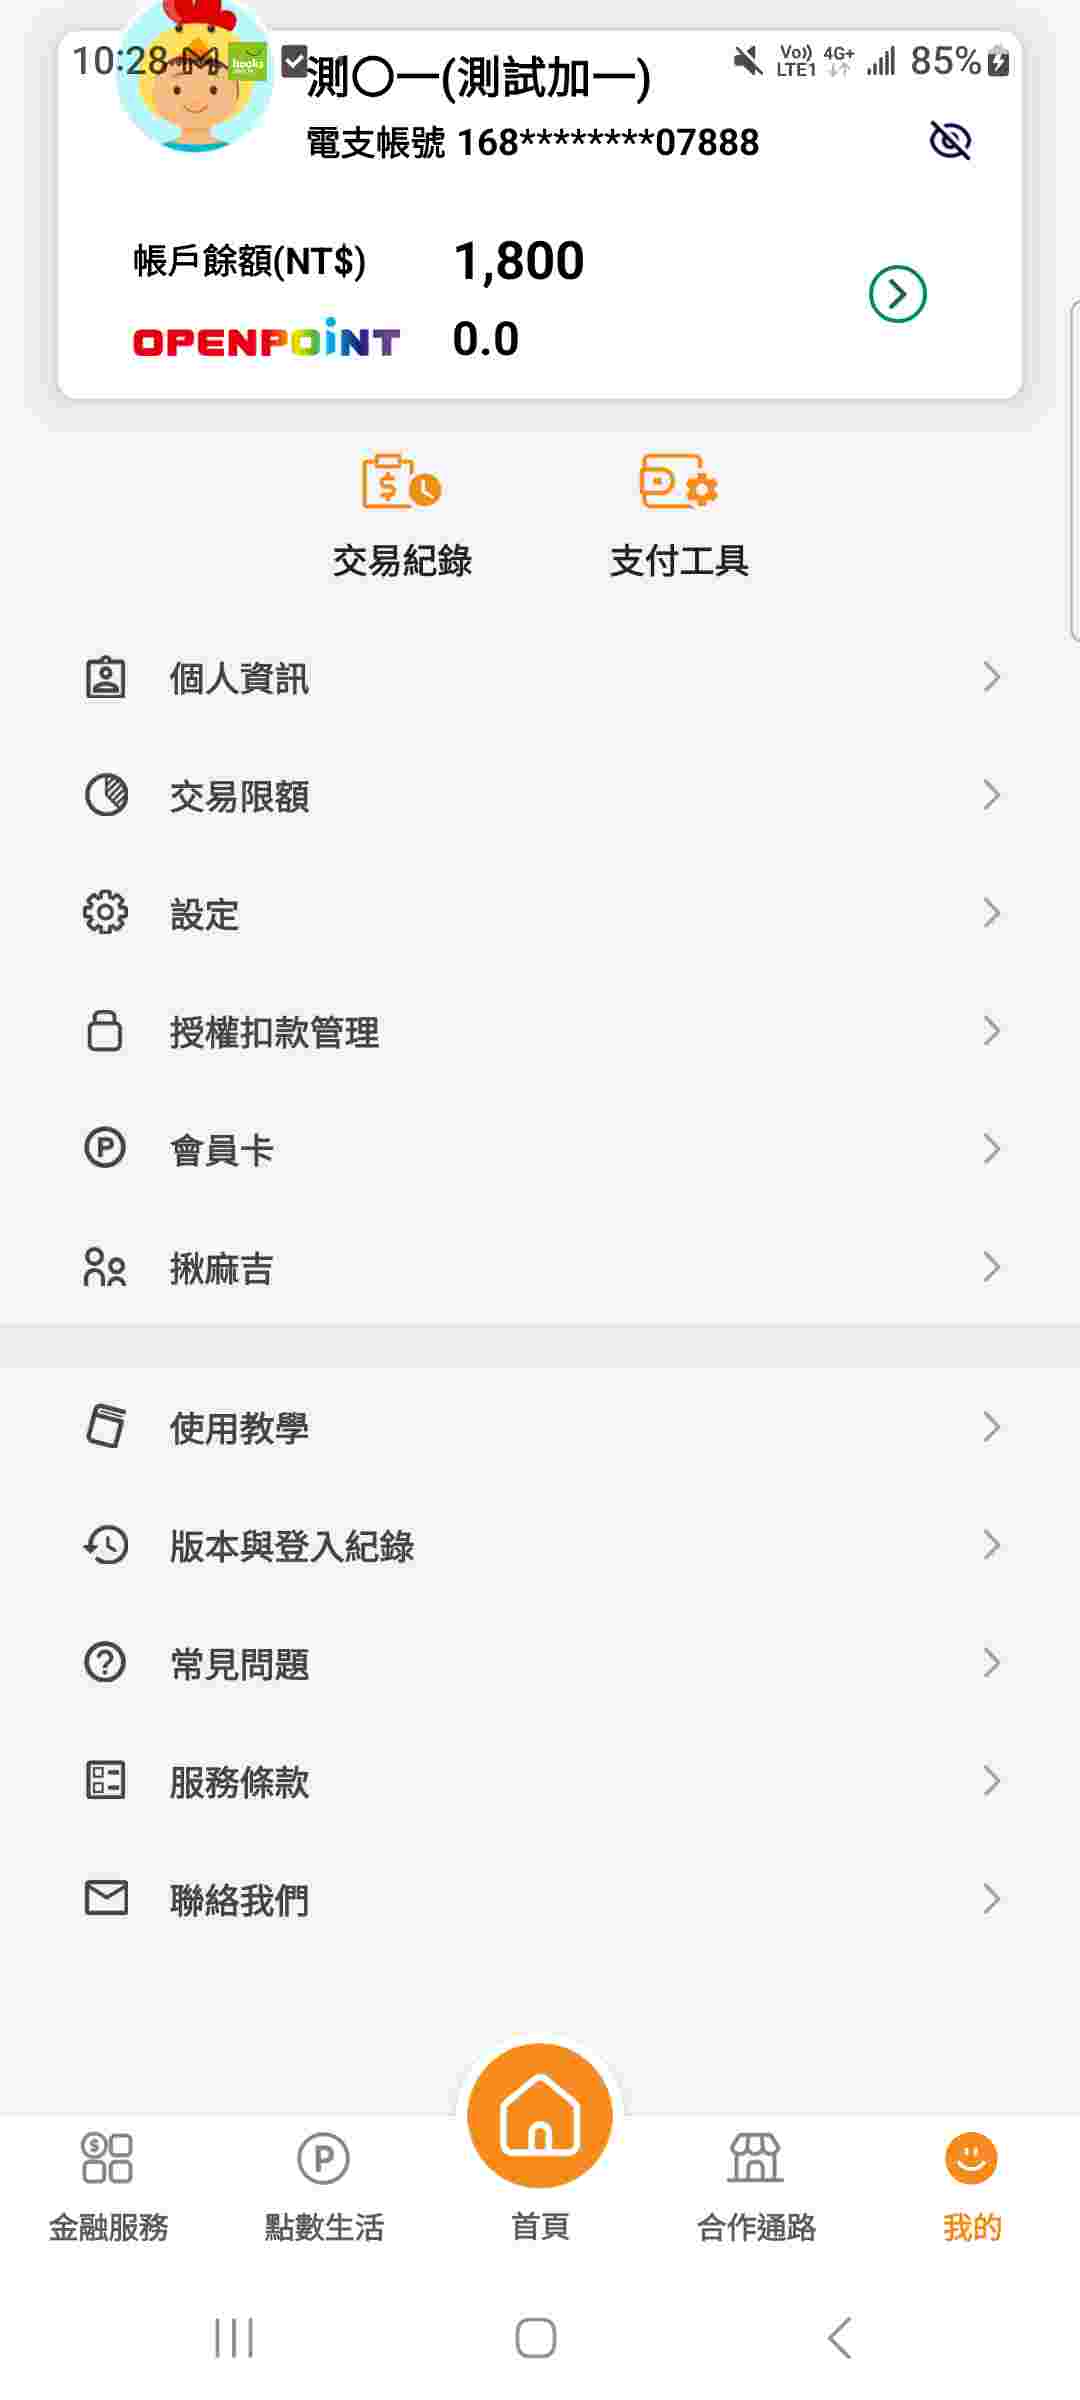 10:28
books
測〇一(測試加一)
Vo)) LTE1 4G+ 85%
電支帳號 168********07888
帳戶餘額(NT$) 1,800
OPENPOINT 0.0
交易紀錄 支付工具
個人資訊
交易限額
設定
授權扣款管理
會員卡
揪麻吉
使用教學
版本與登入紀錄
常見問題
服務條款
聯絡我們
金融服務 點數生活 首頁 合作通路 我的